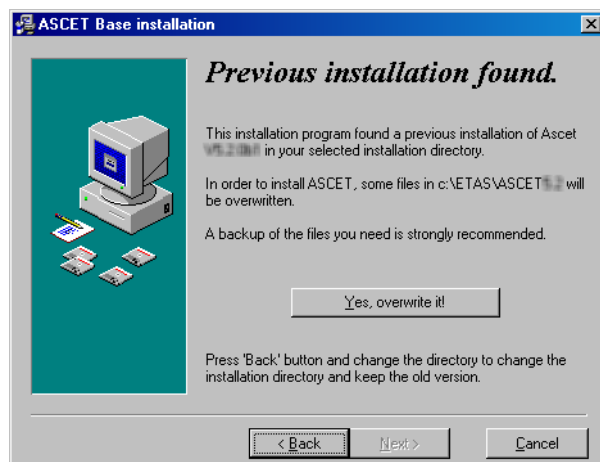 ASCET Base installation
Previous installation found.
This installation program found a previous installation of Ascet
in your selected installation directory.
In order to install ASCET, some files in c:\ETAS\ASCET will
be overwritten.
A backup of the files you need is strongly recommended.
Yes, overwrite it!
Press 'Back' button and change the directory to change the
installation directory and keep the old version.
< Back
Next >
Cancel